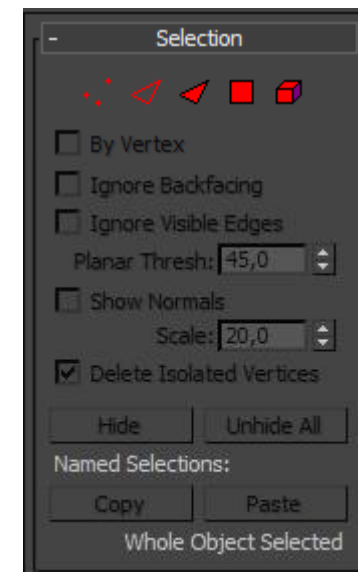 - Selection
By Vertex
Ignore Backfacing
Ignore Visible Edges
Planar Thresh: 45,0
Show Normals
Scale: 20,0
Delete Isolated Vertices
Hide Unhide All
Named Selections:
Copy Paste
Whole Object Selected